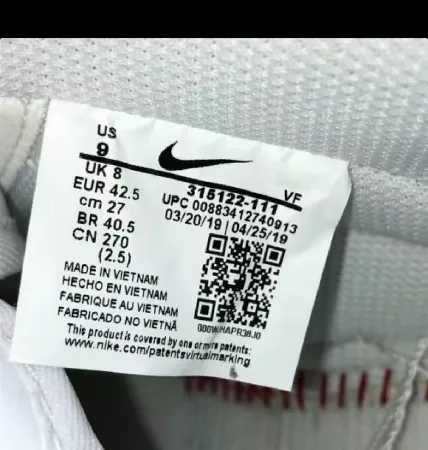 US
9
UK 8
EUR 42.5
cm 27
BR 40.5
CN 270
(2.5)
315122-111 VF
UPC 00883412740913
03/20/19 | 04/25/19
MADE IN VIETNAM
HECHO EN VIETNAM
FABRIQUE AU VIETNAM
FABRICADO NO VIETNÃ
This product is covered by one or more patents:
www.nike.com/patentsvirtualmarking